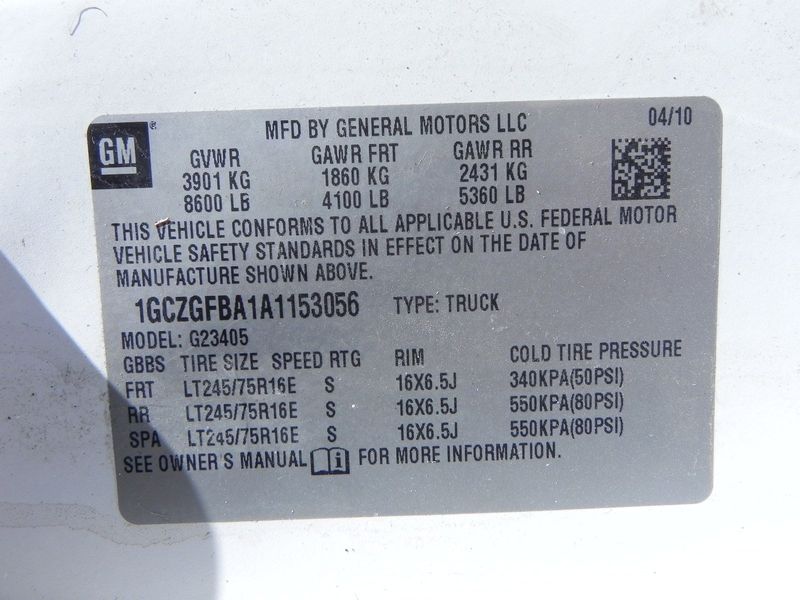 GM ®
MFD BY GENERAL MOTORS LLC 04/10
GVWR GAWR FRT GAWR RR
3901 KG 1860 KG 2431 KG
8600 LB 4100 LB 5360 LB
THIS VEHICLE CONFORMS TO ALL APPLICABLE U.S. FEDERAL MOTOR
VEHICLE SAFETY STANDARDS IN EFFECT ON THE DATE OF
MANUFACTURE SHOWN ABOVE.
1GCZGFBA1A1153056 TYPE: TRUCK
MODEL: G23405
GBBS TIRE SIZE SPEED RTG RIM COLD TIRE PRESSURE
FRT LT245/75R16E S 16X6.5J 340KPA(50PSI)
RR LT245/75R16E S 16X6.5J 550KPA(80PSI)
SPA LT245/75R16E S 16X6.5J 550KPA(80PSI)
SEE OWNER'S MANUAL i FOR MORE INFORMATION.